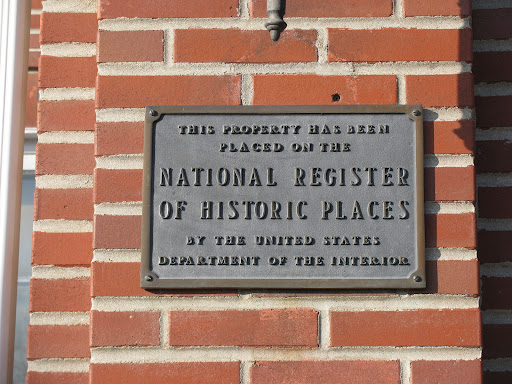 THIS PROPERTY HAS BEEN
PLACED ON THE
NATIONAL REGISTER
OF HISTORIC PLACES
BY THE UNITED STATES
DEPARTMENT OF THE INTERIOR